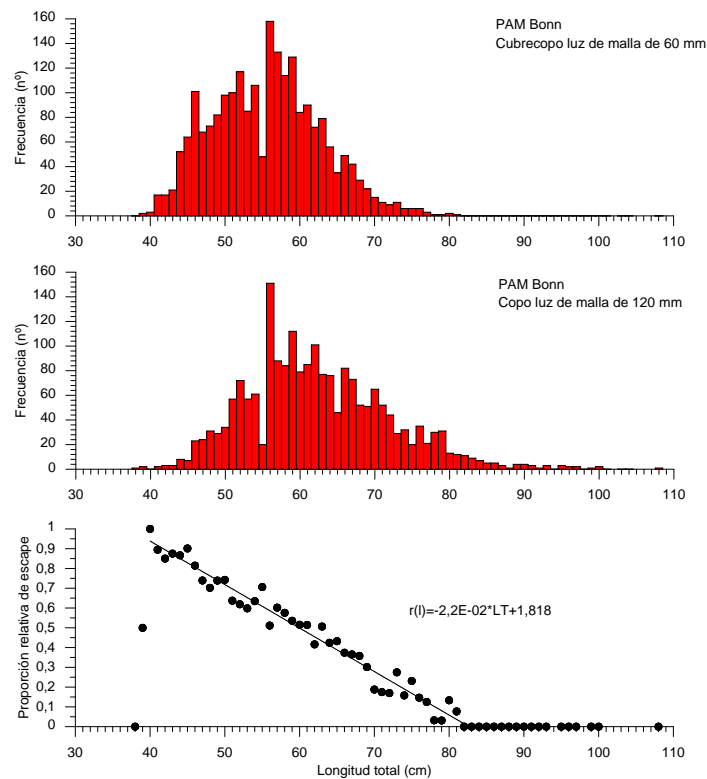 160
140
120
100
80
60
40
20
0
Frecuencia (nº)
PAM Bonn
Cubrecopo luz de malla de 60 mm
30 40 50 60 70 80 90 100 110
160
140
120
100
80
60
40
20
0
Frecuencia (nº)
PAM Bonn
Copo luz de malla de 120 mm
30 40 50 60 70 80 90 100 110
1
0,9
0,8
0,7
0,6
0,5
0,4
0,3
0,2
0,1
0
Proporción relativa de escape
r(l)=-2,2E-02*LT+1,818
30 40 50 60 70 80 90 100 110
Longitud total (cm)